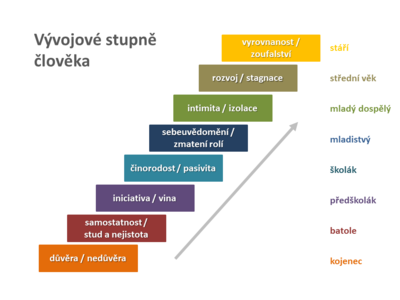 Vývojové stupně
člověka
vyrovnanost /
zoufalství
stáří
rozvoj / stagnace
střední věk
intimita / izolace
mladý dospělý
sebeuvědomění /
zmatení rolí
mladistvý
činorodost / pasivita
školák
iniciativa / vina
předškolák
samostatnost /
stud a nejistota
batole
důvěra / nedůvěra
kojenec